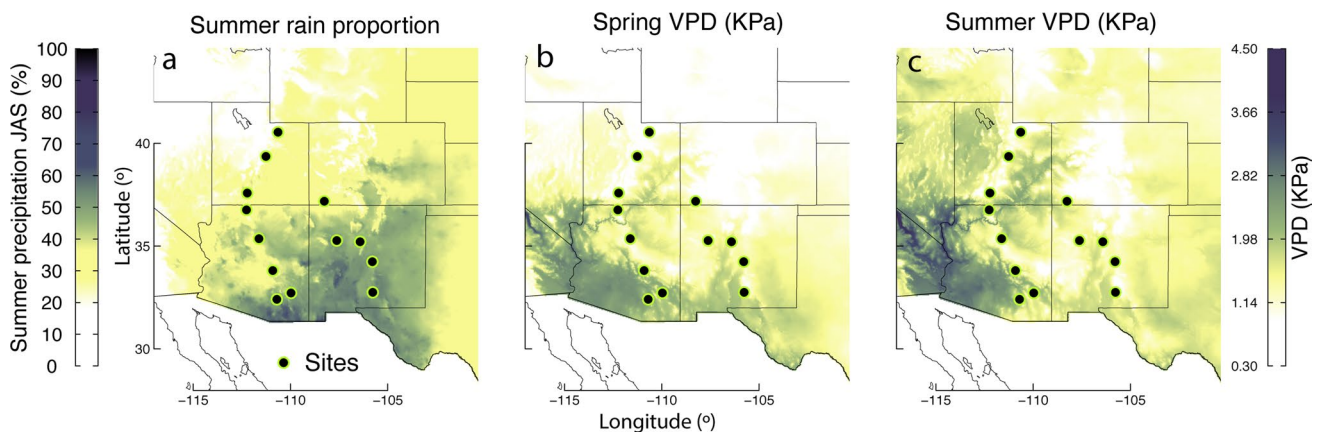 Summer rain proportion
Spring VPD (KPa)
Summer VPD (KPa)
a
b
c
Summer precipitation JAS (%)
100
90
80
70
60
50
40
30
20
10
0
Latitude (º)
40
35
30
Sites
−115
−110
−105
−115
−110
−105
−115
−110
−105
Longitude (º)
4.50
3.66
2.82
1.98
1.14
0.30
VPD (KPa)